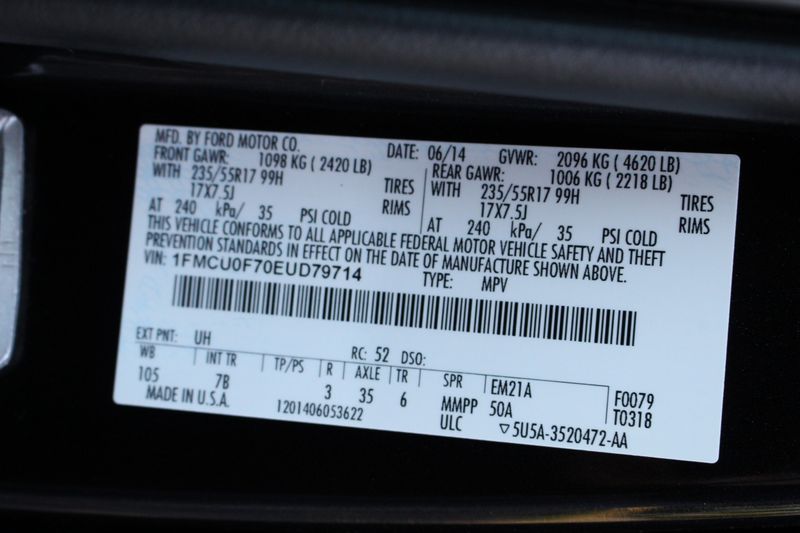 MFD. BY FORD MOTOR CO. DATE: 06/14 GVWR: 2096 KG ( 4620 LB)
FRONT GAWR: 1098 KG ( 2420 LB) REAR GAWR: 1006 KG ( 2218 LB)
WITH 235/55R17 99H TIRES WITH 235/55R17 99H TIRES
17X7.5J RIMS 17X7.5J RIMS
AT 240 kPa/ 35 PSI COLD AT 240 kPa/ 35 PSI COLD
THIS VEHICLE CONFORMS TO ALL APPLICABLE FEDERAL MOTOR VEHICLE SAFETY AND THEFT
PREVENTION STANDARDS IN EFFECT ON THE DATE OF MANUFACTURE SHOWN ABOVE.
VIN: 1FMCU0F70EUD79714 TYPE: MPV
EXT PNT: UH RC: 52 DSO:
WB INT TR TP/PS R AXLE TR SPR EM21A F0079
105 7B 3 35 6 MMPP 50A T0318
MADE IN U.S.A. 1201406053622 ULC ▽5U5A-3520472-AA